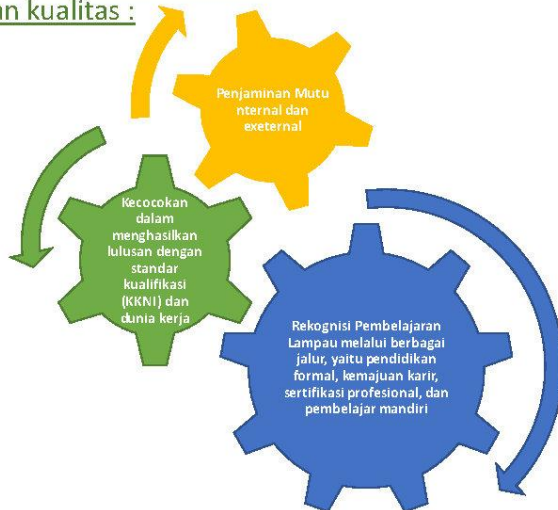 an kualitas :
Penjaminan Mutu
nternal dan
exeternal
Kecocokan
dalam
menghasilkan
lulusan dengan
standar
kualifikasi
(KKNI) dan
dunia kerja
Rekognisi Pembelajaran
Lampau melalui berbagai
jalur, yaitu pendidikan
formal, kemajuan karir,
sertifikasi profesional, dan
pembelajar mandiri